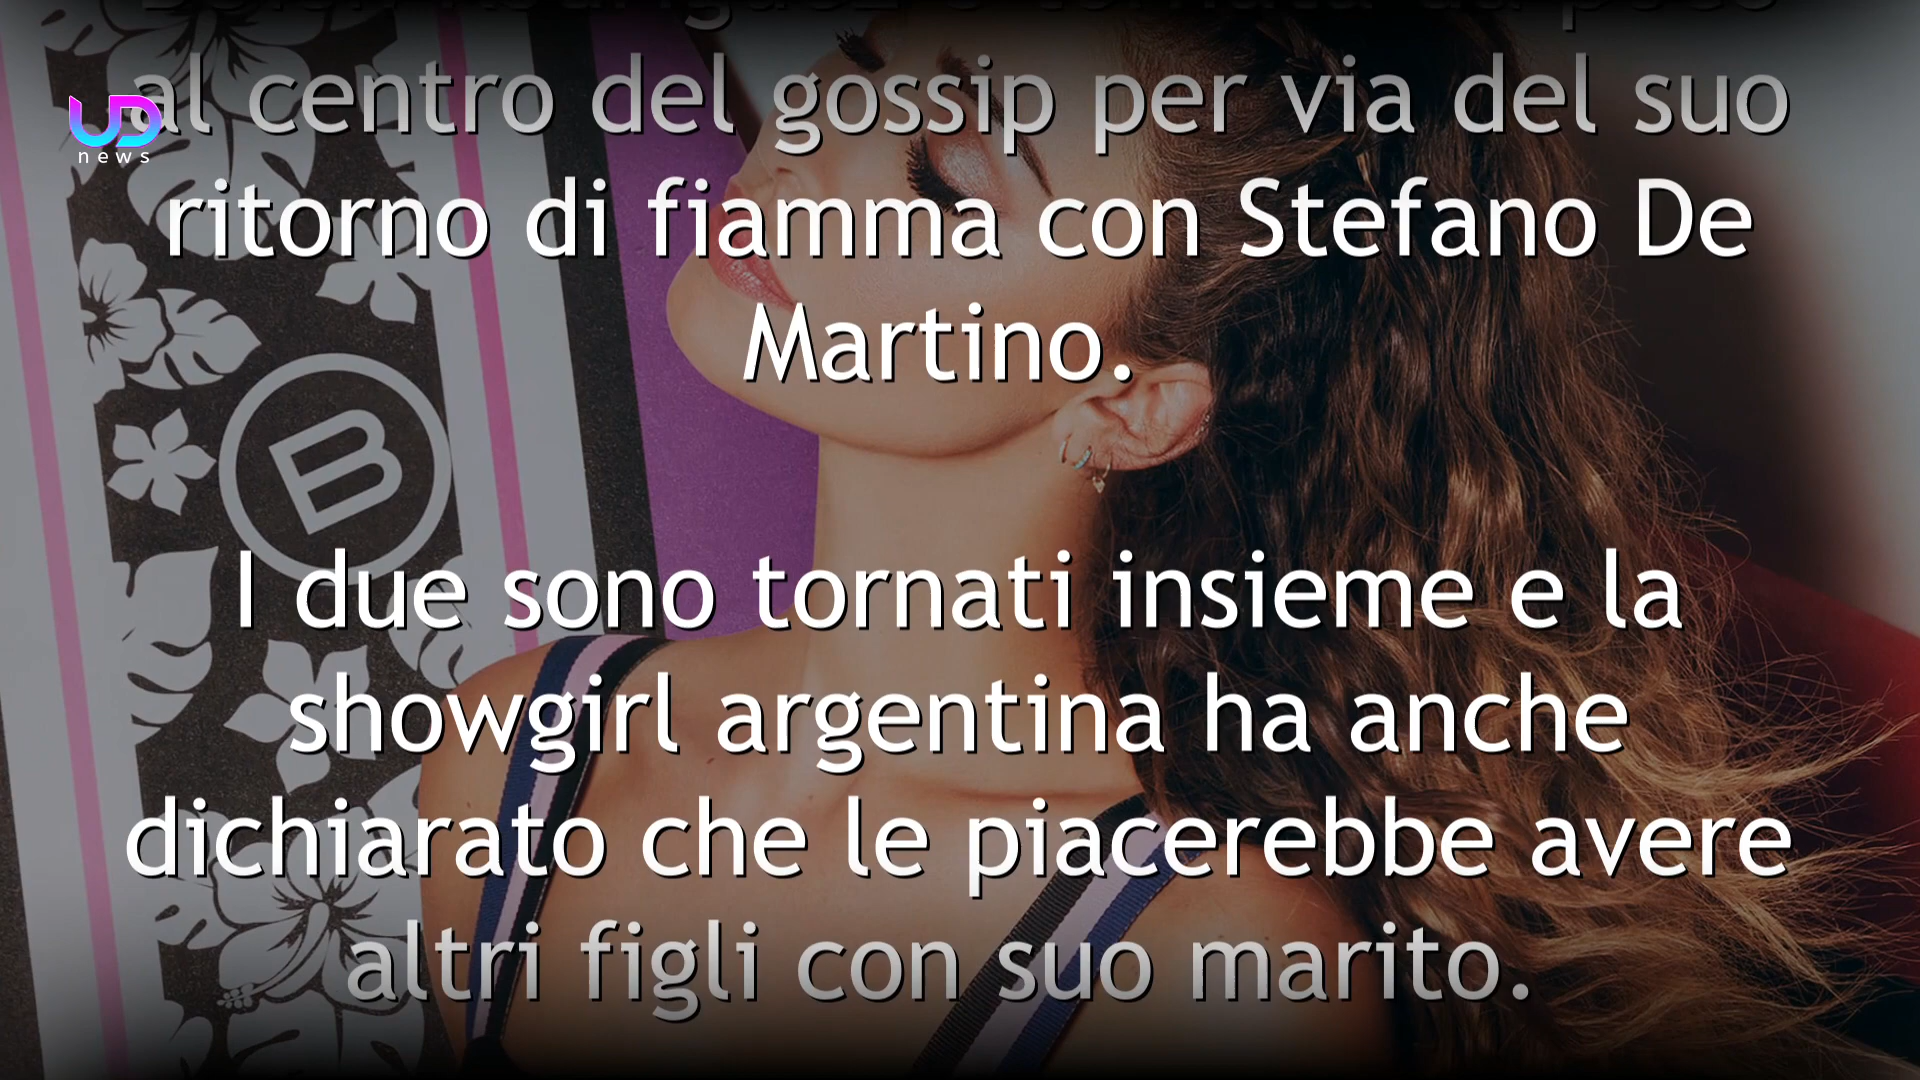 al centro del gossip per via del suo
ritorno di fiamma con Stefano De
Martino.
I due sono tornati insieme e la
showgirl argentina ha anche
dichiarato che le piacerebbe avere
altri figli con suo marito.
UD
news
B